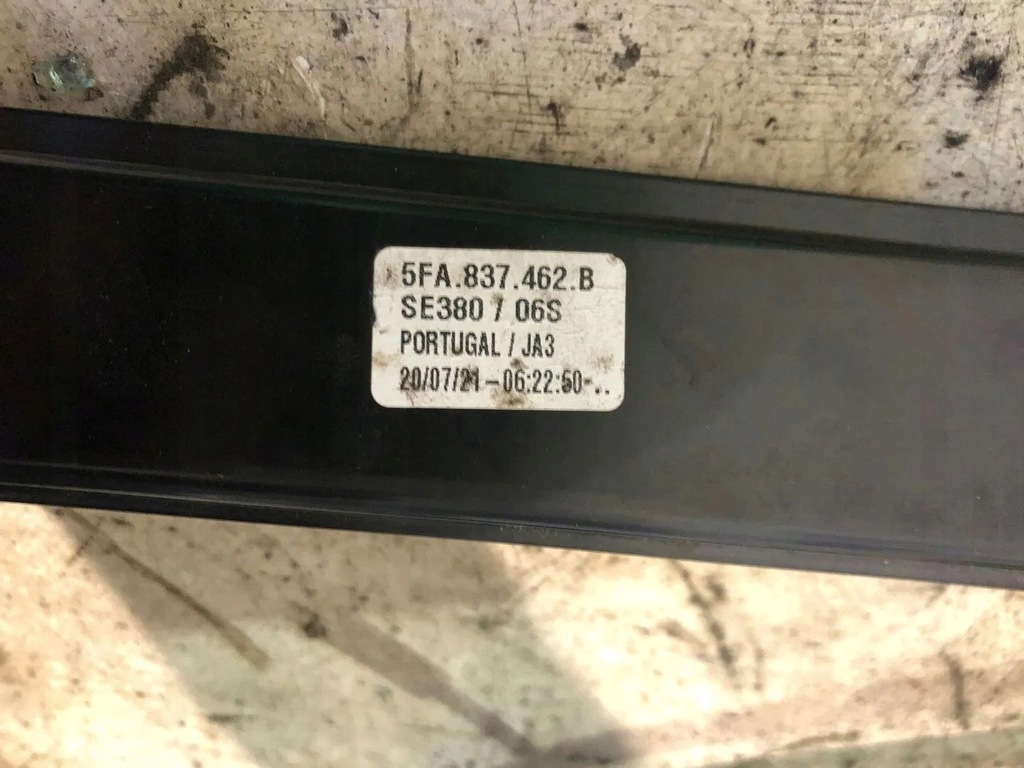 5FA.837.462.B
SE380 / 06S
PORTUGAL / JA3
20/07/21-06:22:50-..